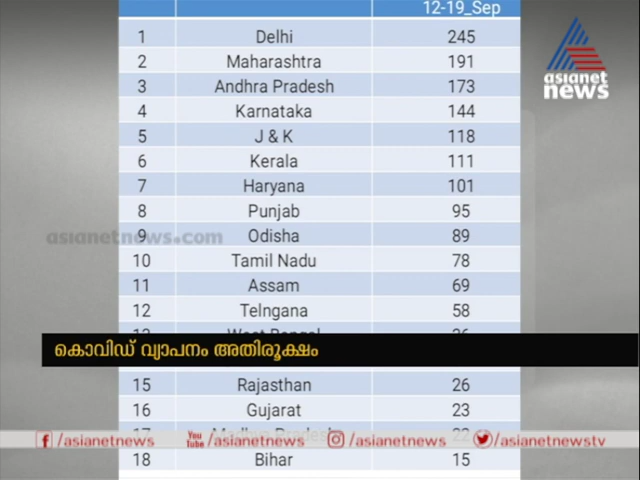 12-19_Sep
1 Delhi 245
2 Maharashtra 191
3 Andhra Pradesh 173
4 Karnataka 144
5 J & K 118
6 Kerala 111
7 Haryana 101
8 Punjab 95
9 Odisha 89
10 Tamil Nadu 78
11 Assam 69
12 Telngana 58
കൊവിഡ് വ്യാപനം അതിരൂക്ഷം
15 Rajasthan 26
16 Gujarat 23
17 Madhya Pradesh 22
18 Bihar 15
asianet
news
asianetnews.com
f /asianetnews
You Tube /asianetnews
/asianetnews
/asianetnewstv